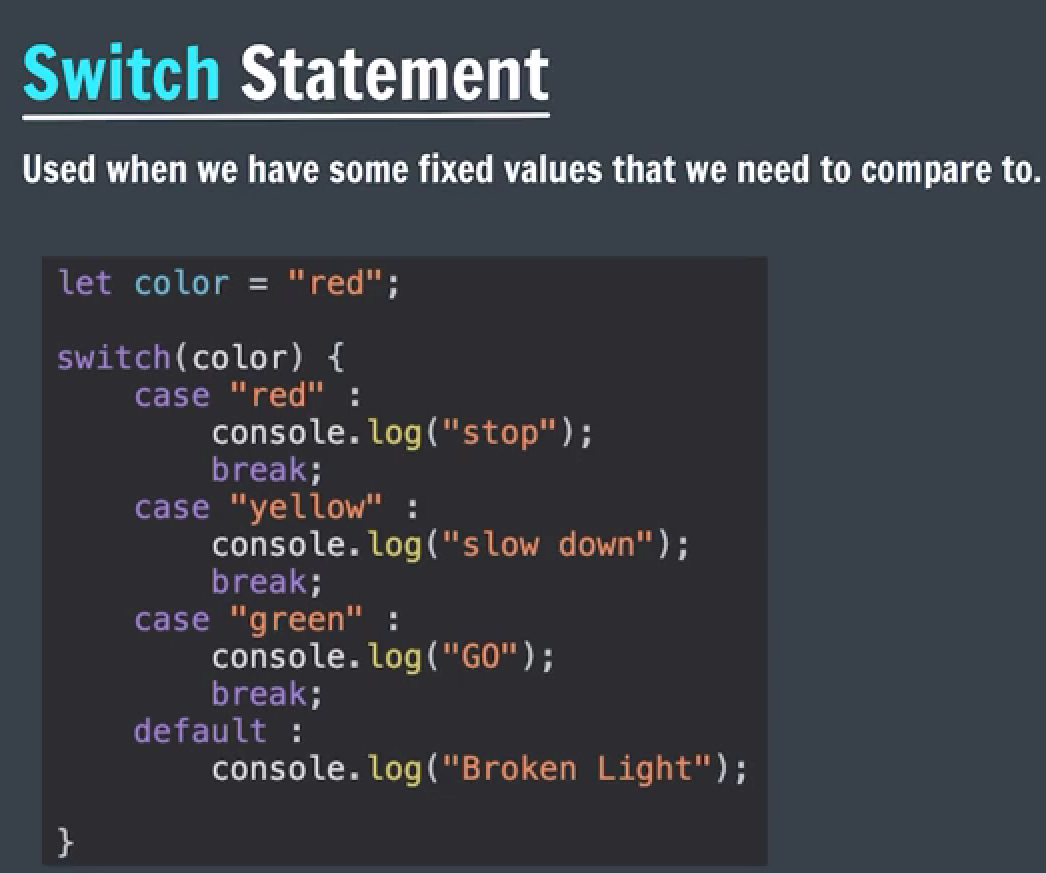 Switch Statement
Used when we have some fixed values that we need to compare to.
let color = "red";
switch(color) {
case "red" :
console.log("stop");
break;
case "yellow" :
console.log("slow down");
break;
case "green" :
console.log("GO");
break;
default :
console.log("Broken Light");
}